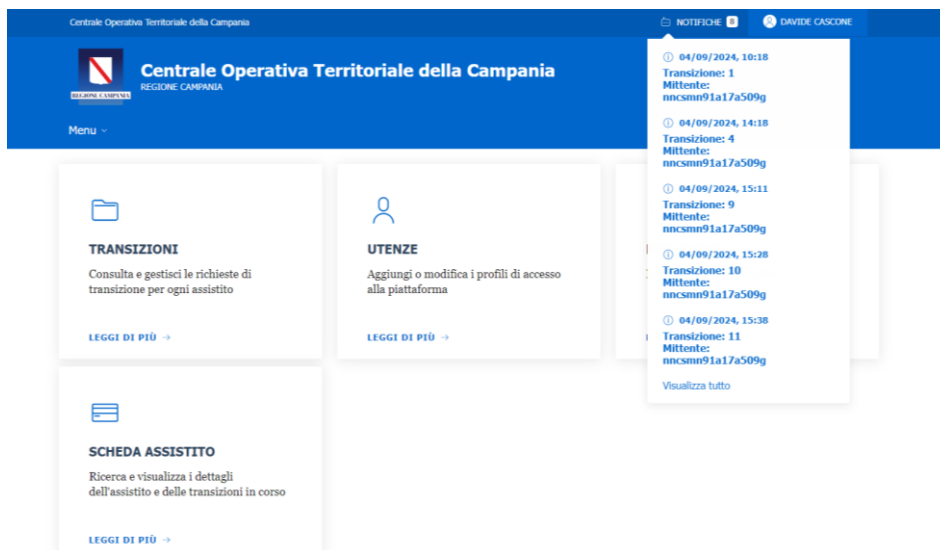 Centrale Operativa Territoriale della Campania
NOTIFICHE 8
DAVIDE CASCONE
REGIONE CAMPANIA
Centrale Operativa Territoriale della Campania
REGIONE CAMPANIA
Menu
04/09/2024, 10:18
Transizione: 1
Mittente:
nncsmn91a17a509g
04/09/2024, 14:18
Transizione: 4
Mittente:
nncsmn91a17a509g
04/09/2024, 15:11
Transizione: 9
Mittente:
nncsmn91a17a509g
04/09/2024, 15:28
Transizione: 10
Mittente:
nncsmn91a17a509g
04/09/2024, 15:38
Transizione: 11
Mittente:
nncsmn91a17a509g
Visualizza tutto
TRANSIZIONI
Consulta e gestisci le richieste di
transizione per ogni assistito
LEGGI DI PIÙ →
UTENZE
Aggiungi o modifica i profili di accesso
alla piattaforma
LEGGI DI PIÙ →
SCHEDA ASSISTITO
Ricerca e visualizza i dettagli
dell'assistito e delle transizioni in corso
LEGGI DI PIÙ →